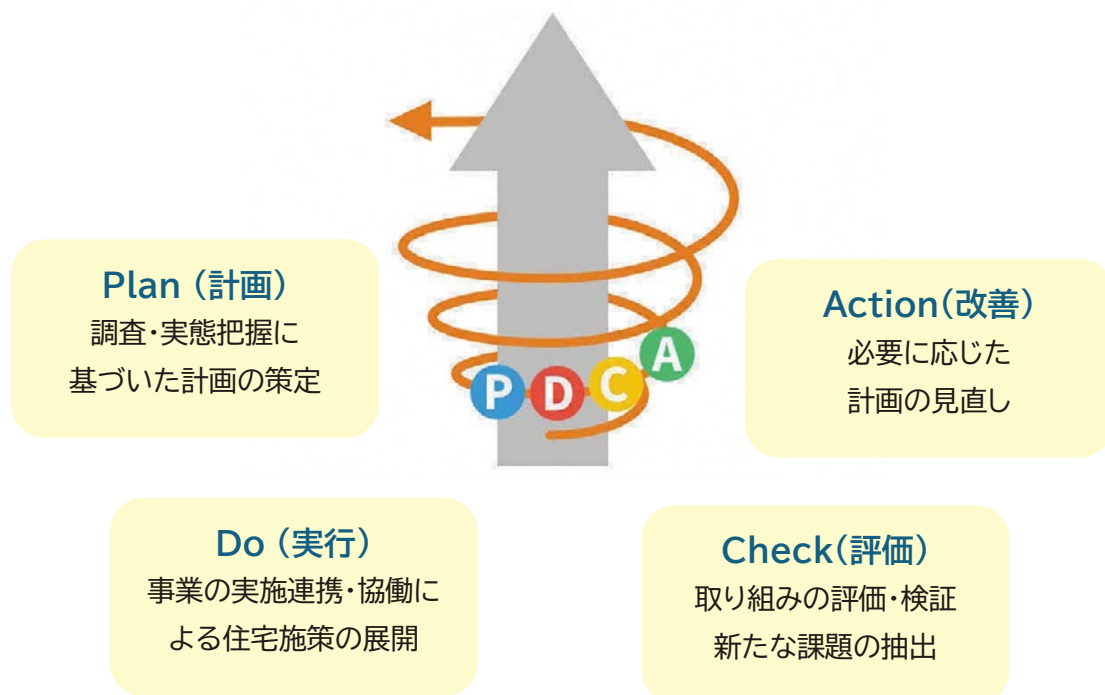 Plan（計画）
調査・実態把握に
基づいた計画の策定
Action（改善）
必要に応じた
計画の見直し
P D C A
Do（実行）
事業の実施連携・協働に
よる住宅施策の展開
Check（評価）
取り組みの評価・検証
新たな課題の抽出